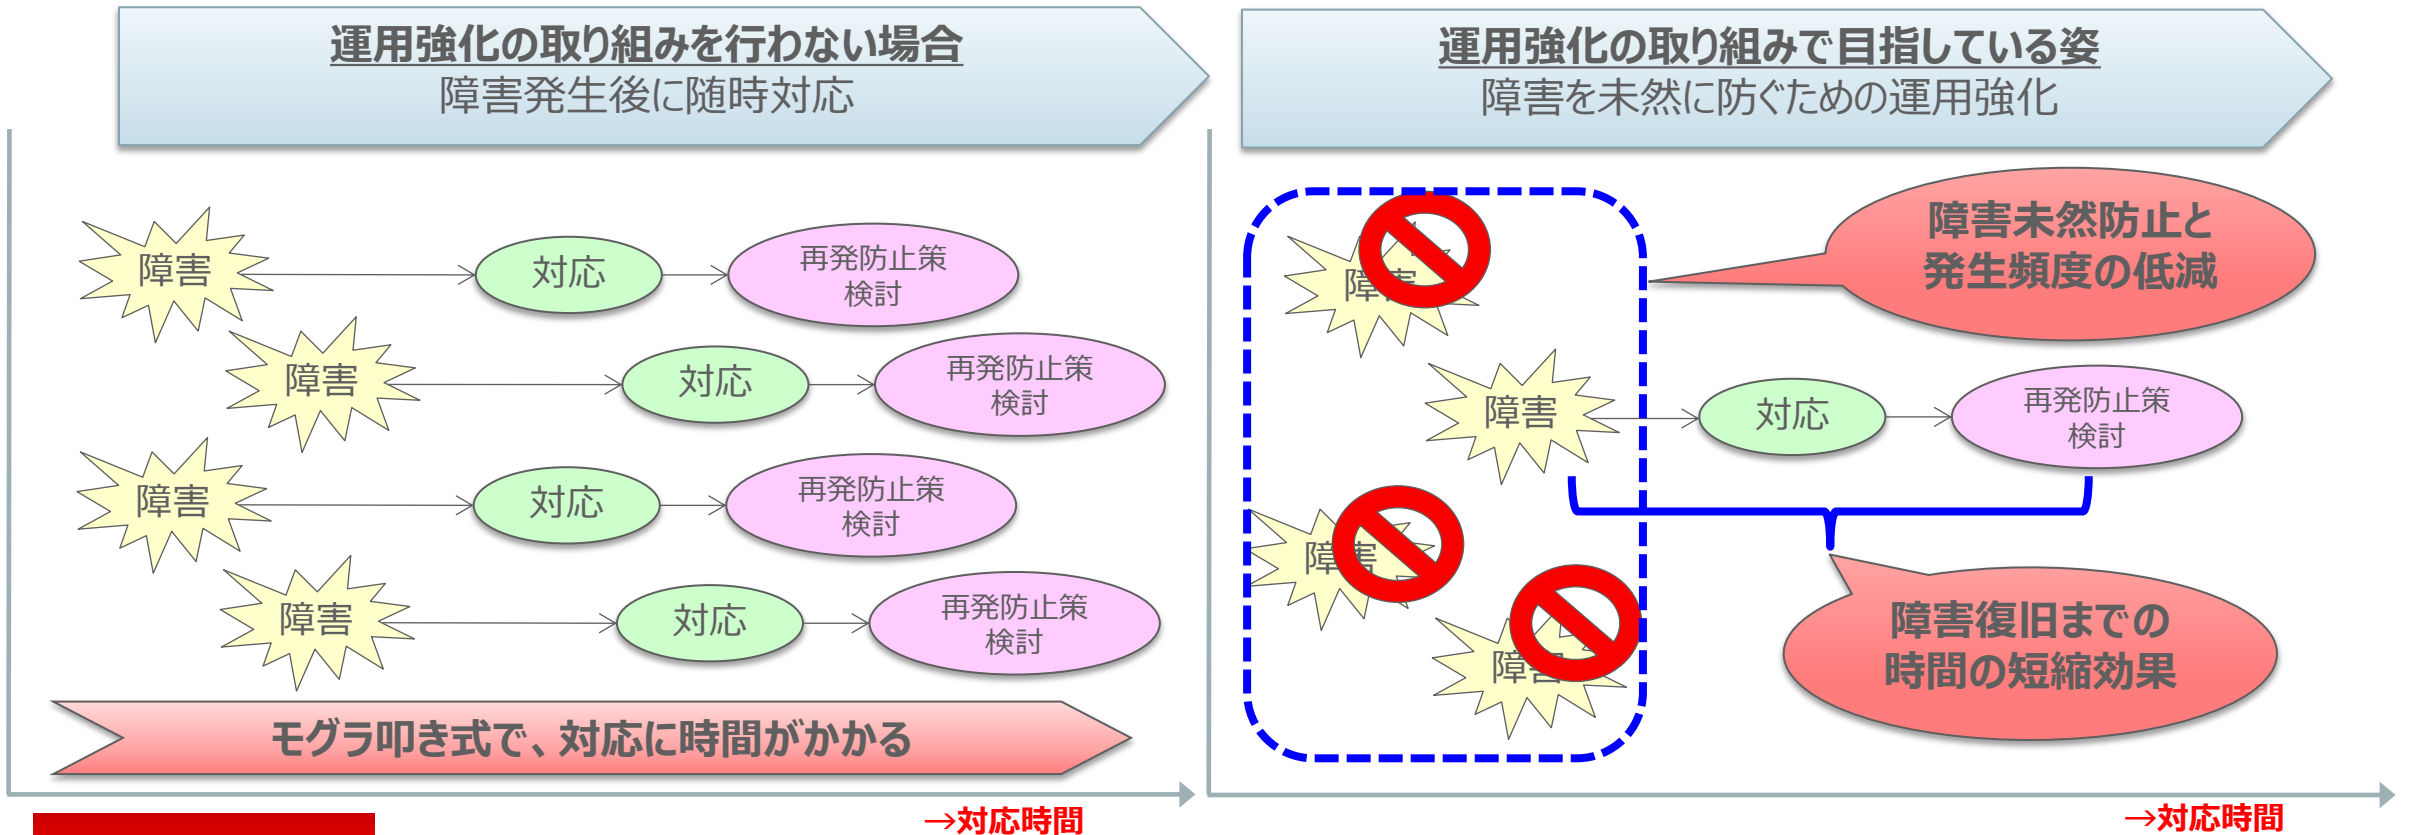 運用強化の取り組みを行わない場合
障害発生後に随時対応
障害
対応
再発防止策
検討
障害
対応
再発防止策
検討
障害
対応
再発防止策
検討
障害
対応
再発防止策
検討
モグラ叩き式で、対応に時間がかかる
→対応時間
運用強化の取り組みで目指している姿
障害を未然に防ぐための運用強化
障害
障害未然防止と
発生頻度の低減
障害
対応
再発防止策
検討
障害
障害
障害復旧までの
時間の短縮効果
→対応時間